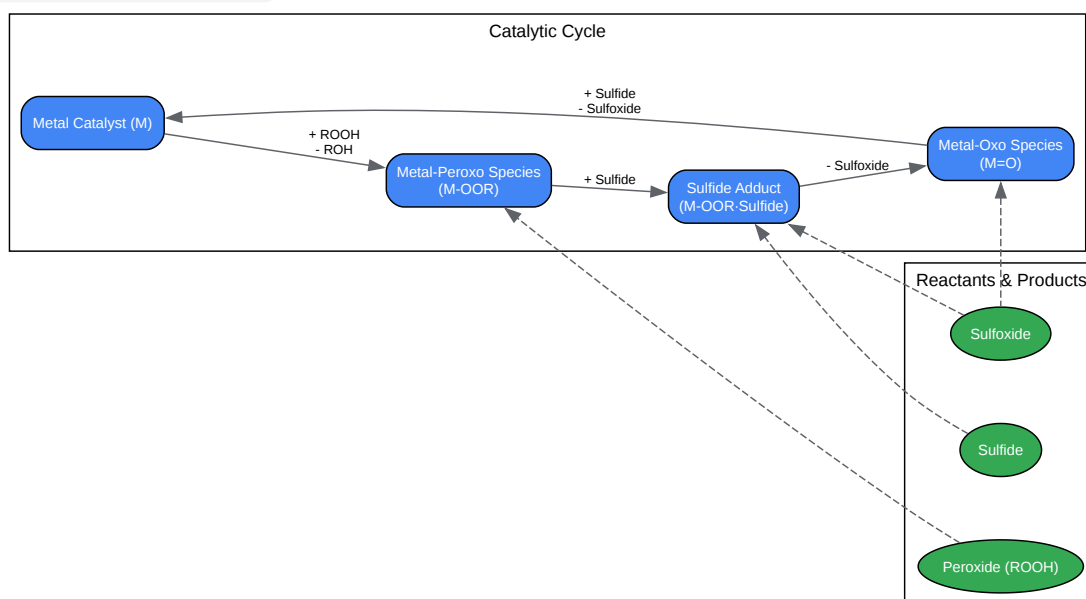 Catalytic Cycle
Metal Catalyst (M)
+ ROOH
- ROH
Metal-Peroxo Species
(M-OOR)
+ Sulfide
Sulfide Adduct
(M-OOR·Sulfide)
- Sulfoxide
Metal-Oxo Species
(M=O)
+ Sulfide
- Sulfoxide
Reactants & Products
Sulfoxide
Sulfide
Peroxide (ROOH)